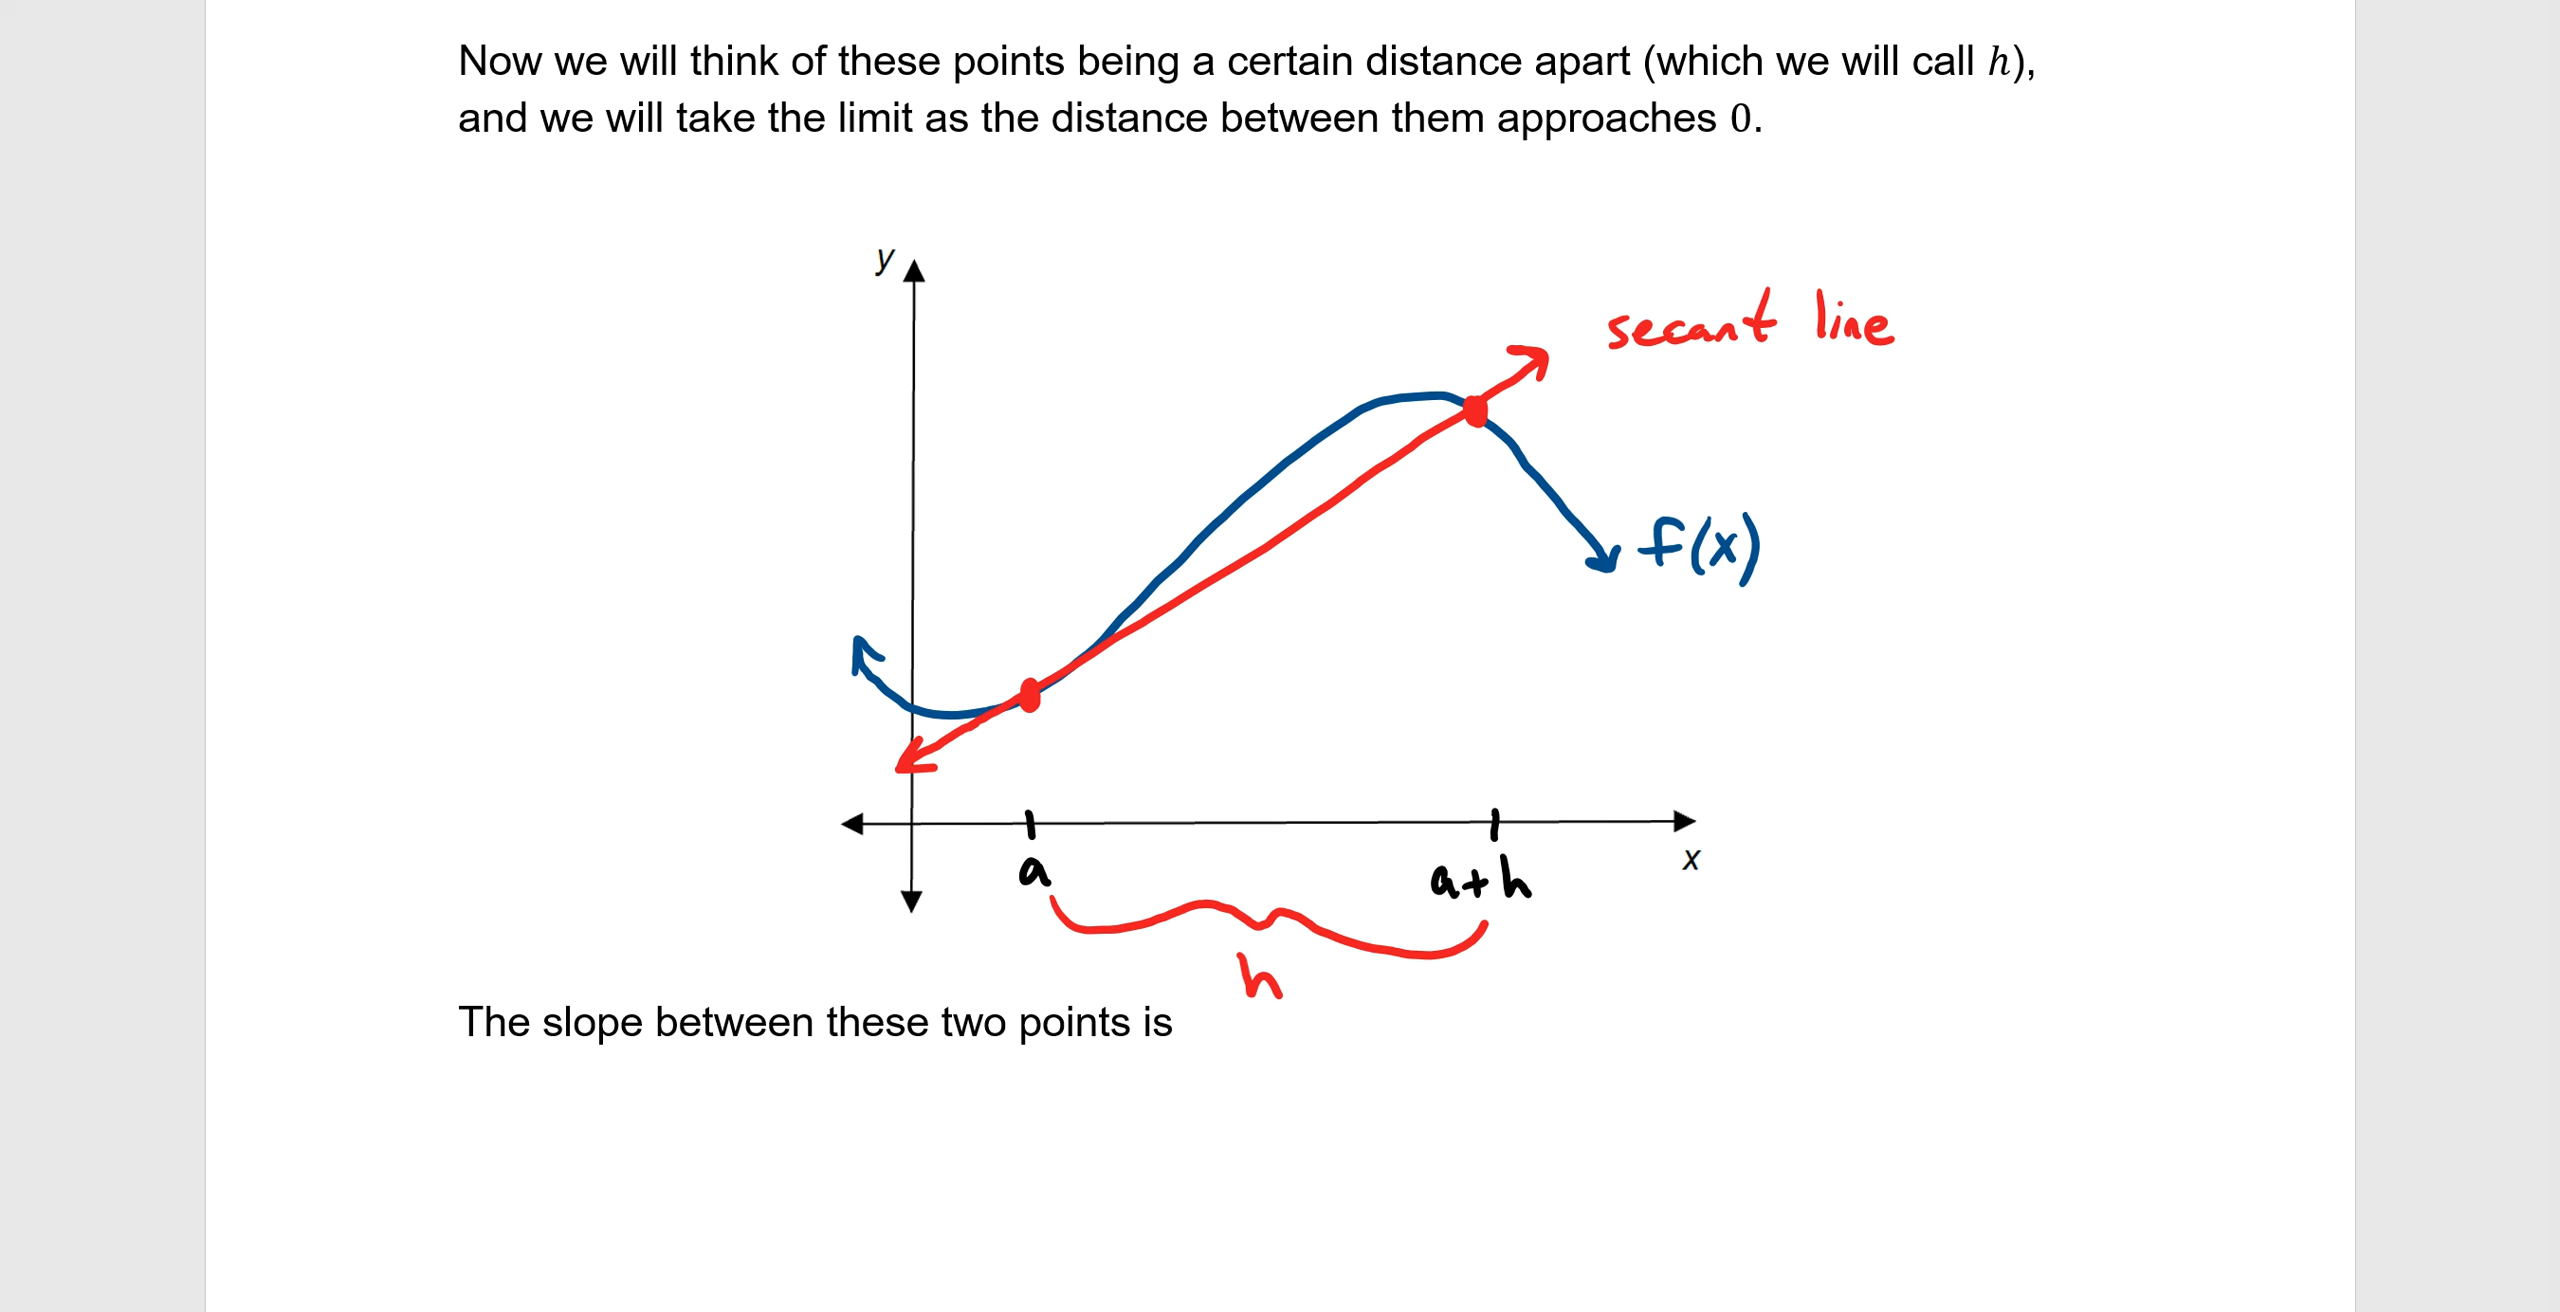 Now we will think of these points being a certain distance apart (which we will call h),
and we will take the limit as the distance between them approaches 0.
y
secant line
f(x)
x
a
a+h
h
The slope between these two points is